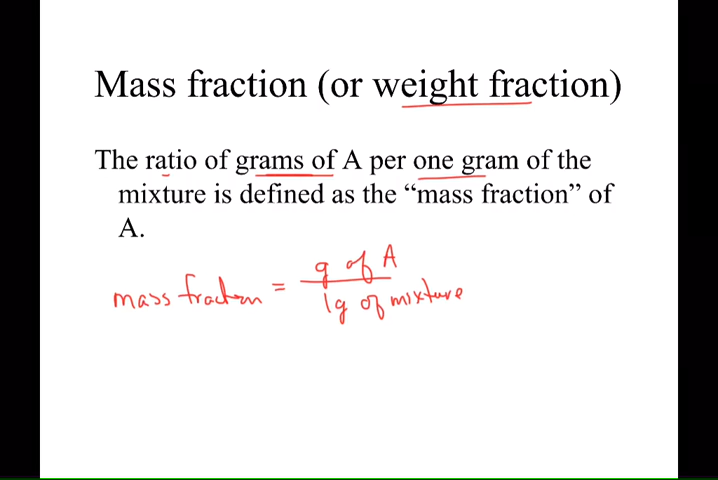 Mass fraction (or weight fraction)
The ratio of grams of A per one gram of the
mixture is defined as the “mass fraction” of
A.
mass fraction = g of A
1g of mixture